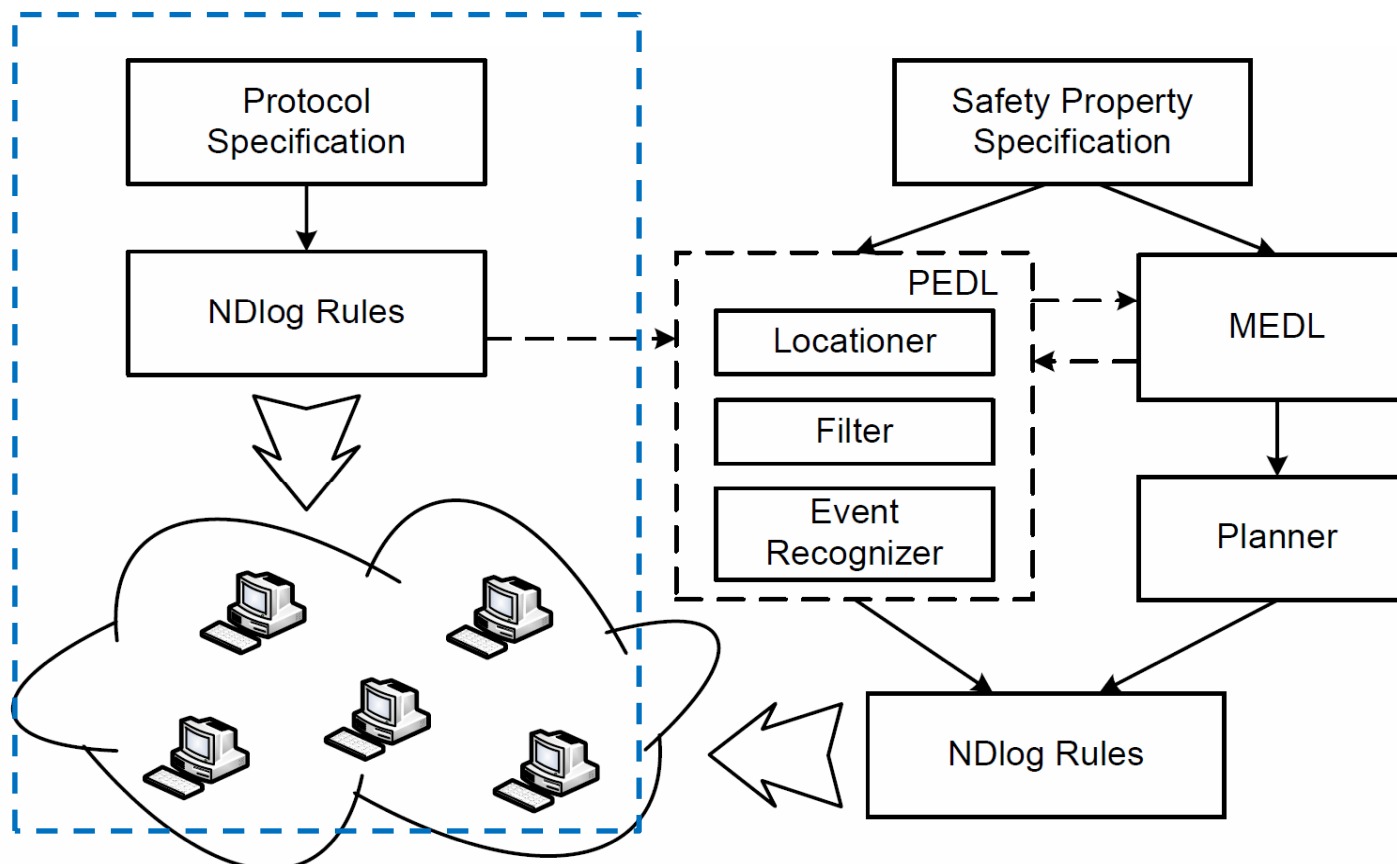 Protocol
Specification
NDlog Rules
Safety Property
Specification
PEDL
Locationer
Filter
Event
Recognizer
MEDL
Planner
NDlog Rules